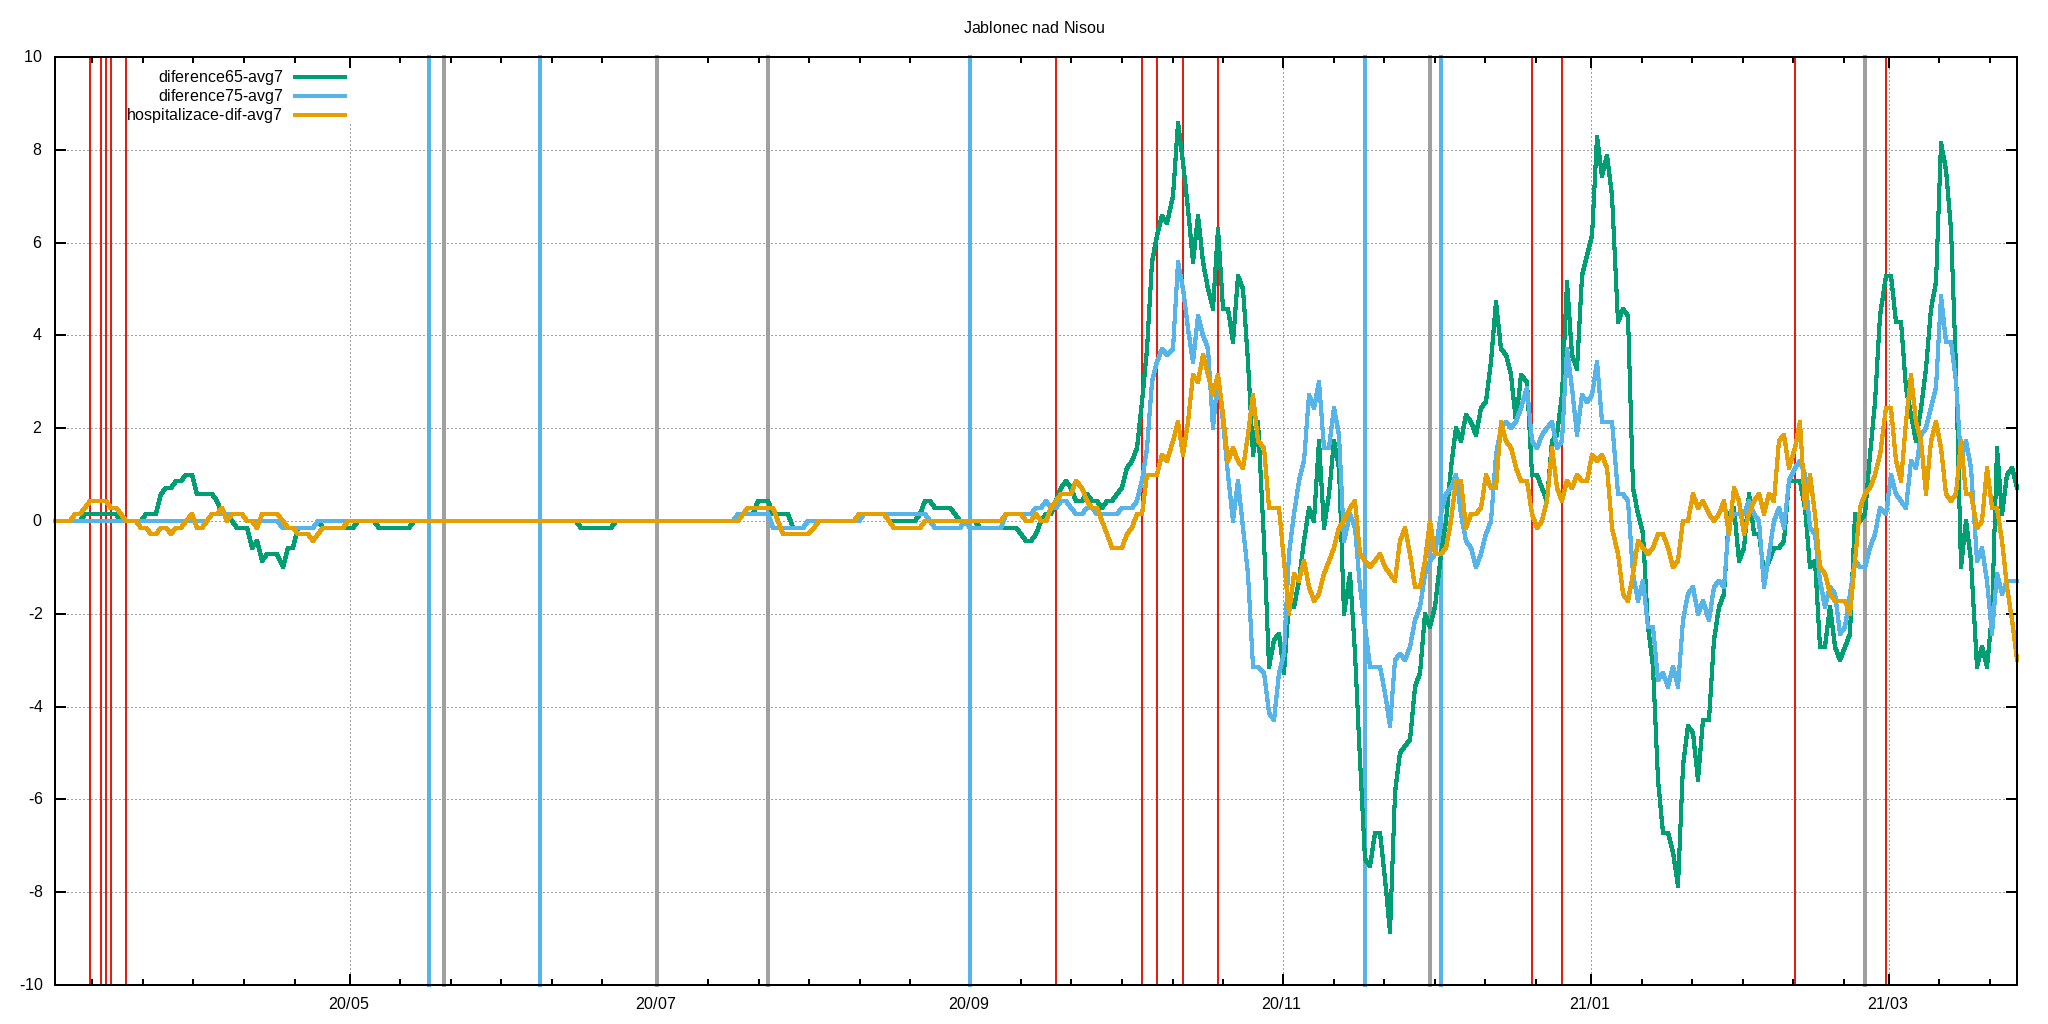 Jablonec nad Nisou
diference65-avg7
diference75-avg7
hospitalizace-dif-avg7
10
8
6
4
2
0
-2
-4
-6
-8
-10
20/05 20/07 20/09 20/11 21/01 21/03